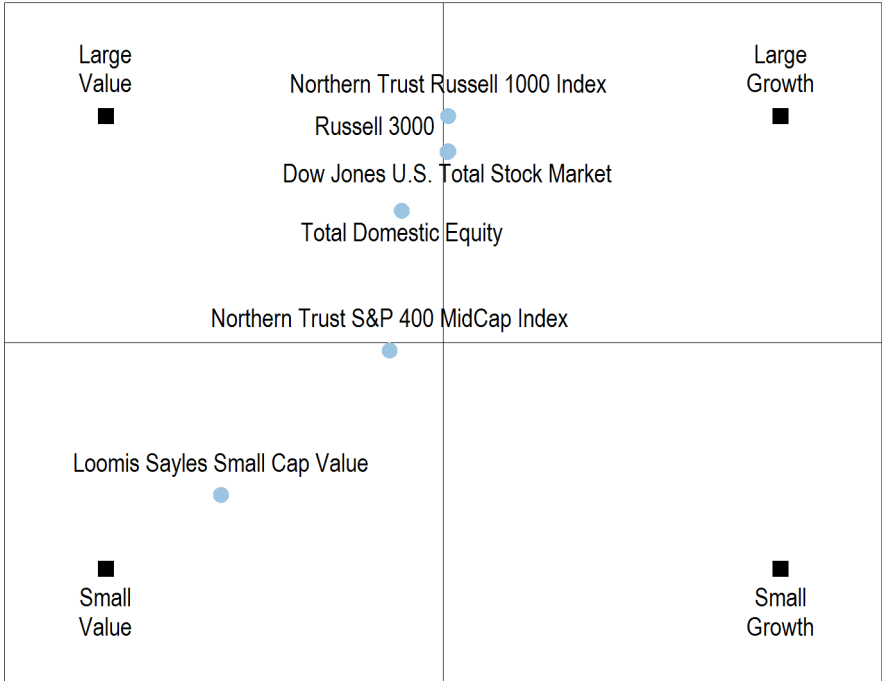 Large
Value
Large
Growth
Northern Trust Russell 1000 Index
Russell 3000
Dow Jones U.S. Total Stock Market
Total Domestic Equity
Northern Trust S&P 400 MidCap Index
Loomis Sayles Small Cap Value
Small
Value
Small
Growth